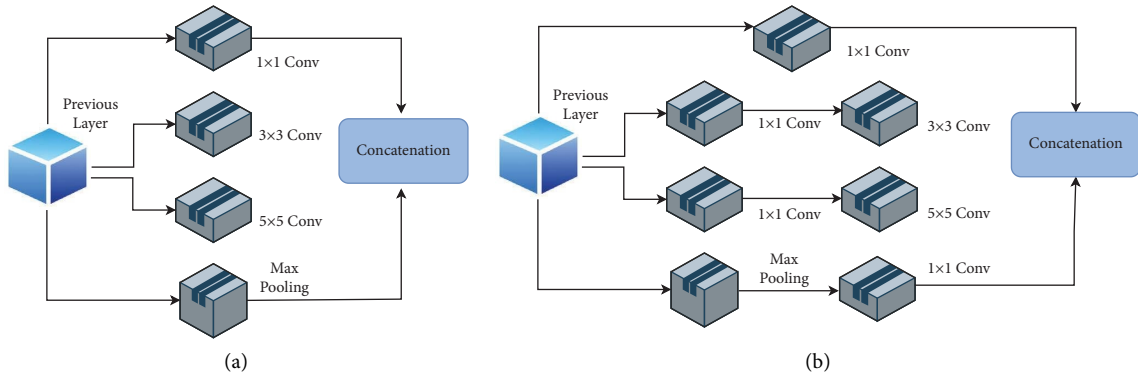 1×1 Conv
Previous
Layer
3×3 Conv
Concatenation
5×5 Conv
Max
Pooling
(a)
1×1 Conv
Previous
Layer
1×1 Conv
3×3 Conv
Concatenation
1×1 Conv
5×5 Conv
Max
Pooling
1×1 Conv
(b)